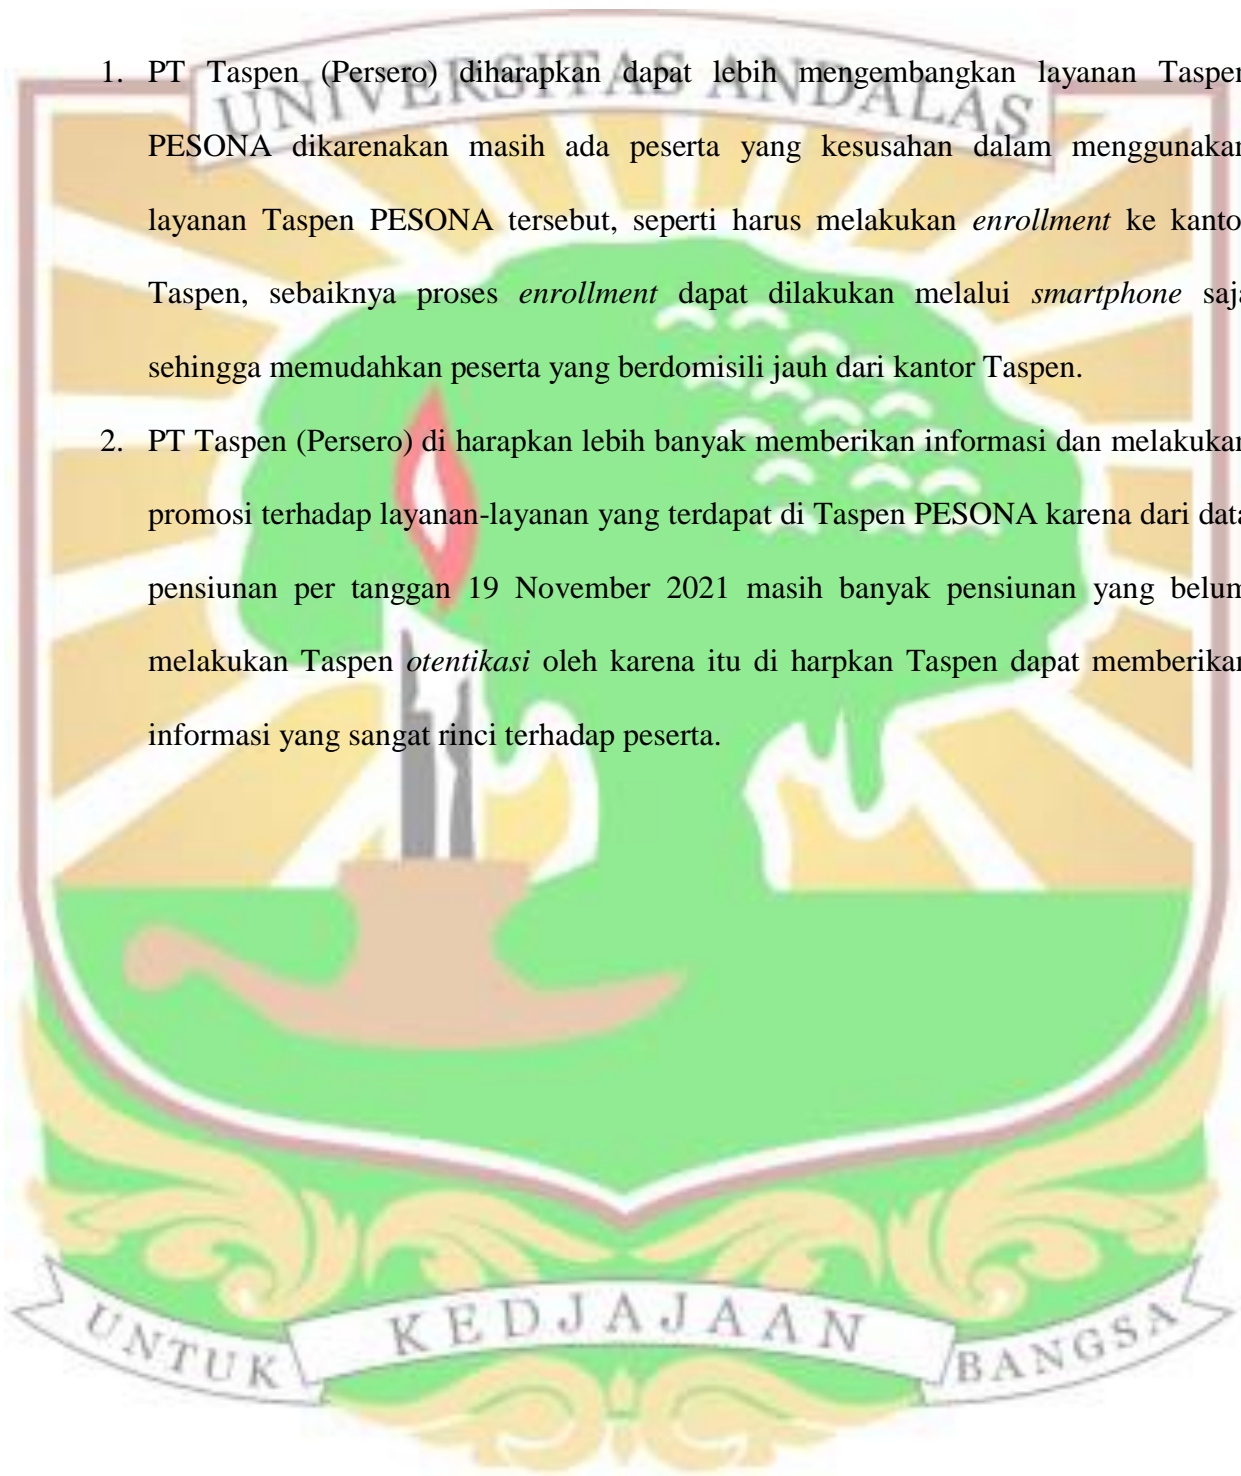 UNIVERSITAS ANDALAS
1. PT Taspen (Persero) diharapkan dapat lebih mengembangkan layanan Taspen
PESONA dikarenakan masih ada peserta yang kesusahan dalam menggunakan
layanan Taspen PESONA tersebut, seperti harus melakukan enrollment ke kantor
Taspen, sebaiknya proses enrollment dapat dilakukan melalui smartphone saja
sehingga memudahkan peserta yang berdomisili jauh dari kantor Taspen.
2. PT Taspen (Persero) di harapkan lebih banyak memberikan informasi dan melakukan
promosi terhadap layanan-layanan yang terdapat di Taspen PESONA karena dari data
pensiunan per tanggan 19 November 2021 masih banyak pensiunan yang belum
melakukan Taspen otentikasi oleh karena itu di harpkan Taspen dapat memberikan
informasi yang sangat rinci terhadap peserta.
UNTUK KEDJAJAAN BANGSA